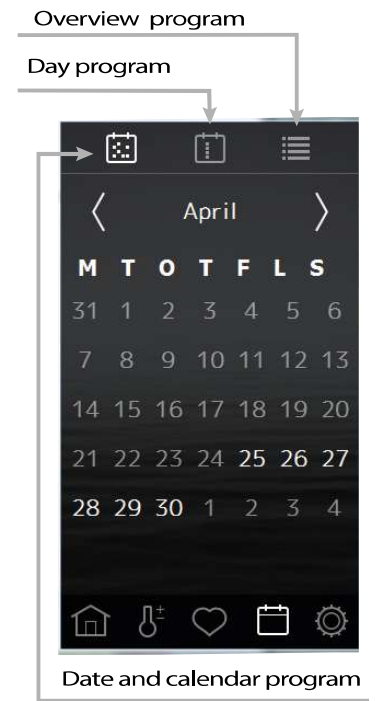 Overview program
Day program
April
M T O T F L S
31 1 2 3 4 5 6
7 8 9 10 11 12 13
14 15 16 17 18 19 20
21 22 23 24 25 26 27
28 29 30 1 2 3 4
Date and calendar program